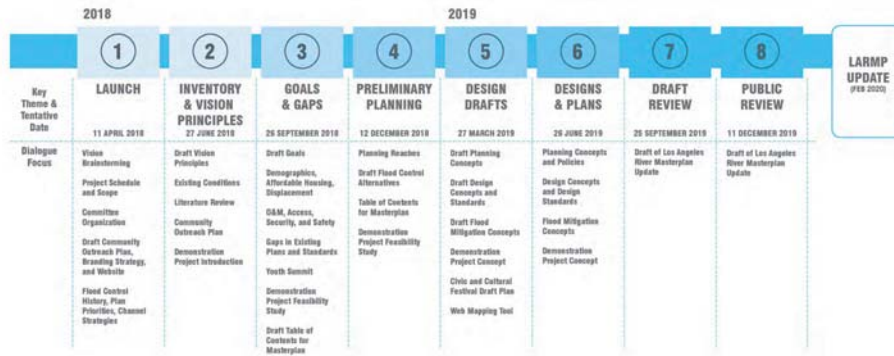 2018
2019
1
2
3
4
5
6
7
8
LARMP
UPDATE
(FEB 2020)
Key
Theme &
Tentative
Date
LAUNCH
11 APRIL 2018
INVENTORY
& VISION
PRINCIPLES
27 JUNE 2018
GOALS
& GAPS
26 SEPTEMBER 2018
PRELIMINARY
PLANNING
12 DECEMBER 2018
DESIGN
DRAFTS
27 MARCH 2019
DESIGNS
& PLANS
26 JUNE 2019
DRAFT
REVIEW
25 SEPTEMBER 2019
PUBLIC
REVIEW
11 DECEMBER 2019
Dialogue
Focus
Vision
Brainstorming
Project Schedule
and Scope
Committee
Organization
Draft Community
Outreach Plan,
Branding Strategy,
and Website
Flood Control
History, Plan
Priorities, Channel
Strategies
Draft Vision
Principles
Existing Conditions
Literature Review
Community
Outreach Plan
Demonstration
Project Introduction
Draft Goals
Demographics,
Affordable Housing,
Displacement
O&M, Access,
Security, and Safety
Gaps in Existing
Plans and Standards
Youth Summit
Demonstration
Project Feasibility
Study
Draft Table of
Contents for
Masterplan
Planning Reaches
Draft Flood Control
Alternatives
Table of Contents
for Masterplan
Demonstration
Project Feasibility
Study
Draft Planning
Concepts
Draft Design
Concepts and
Standards
Draft Flood
Mitigation Concepts
Demonstration
Project Concept
Civic and Cultural
Festival Draft Plan
Web Mapping Tool
Planning Concepts
and Policies
Design Concepts
and Design
Standards
Flood Mitigation
Concepts
Demonstration
Project Concept
Draft of Los Angeles
River Masterplan
Update
Draft of Los Angeles
River Masterplan
Update